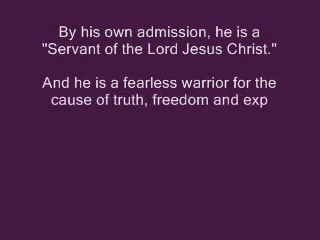 By his own admission, he is a
"Servant of the Lord Jesus Christ."
And he is a fearless warrior for the
cause of truth, freedom and exp